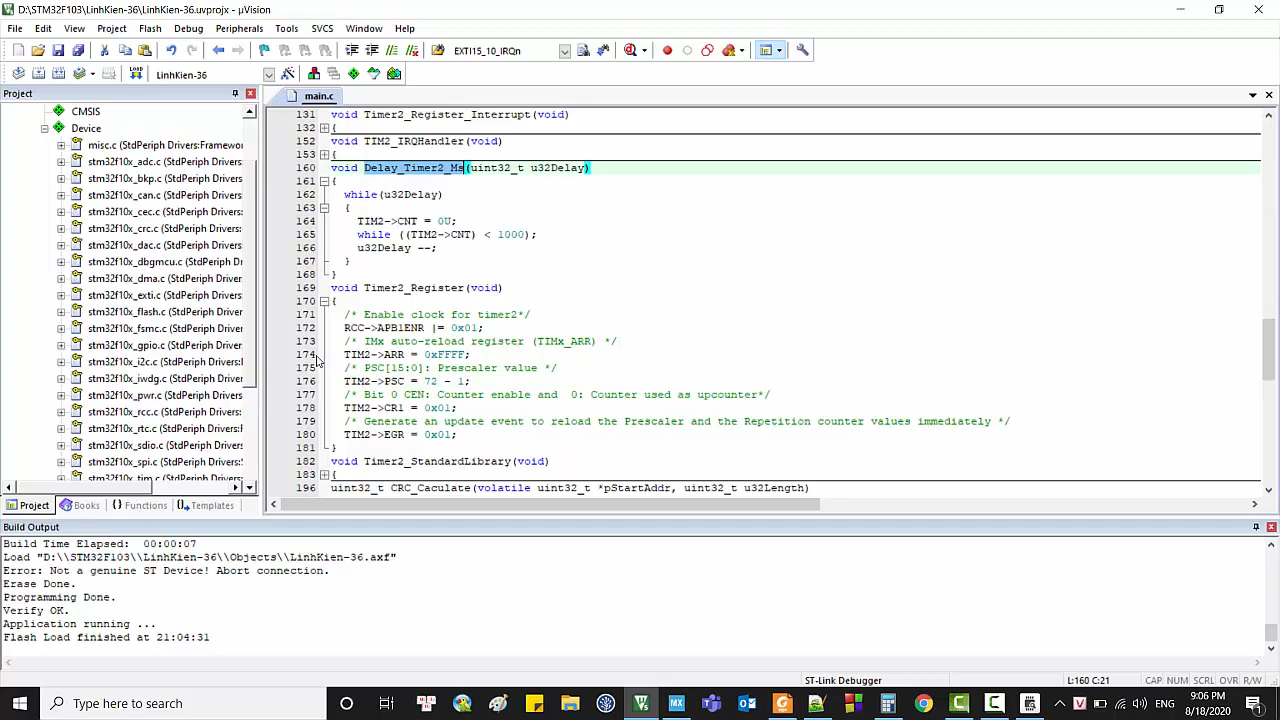 D:\STM32F103\LinhKien-36\LinhKien-36.uvprojx - µVision
File Edit View Project Flash Debug Peripherals Tools SVCS Window Help
EXTI15_10_IRQn
LinhKien-36
Project
main.c
CMSIS
Device
misc.c (StdPeriph Drivers:Framewor
stm32f10x_adc.c (StdPeriph Drivers:
stm32f10x_bkp.c (StdPeriph Drivers:
stm32f10x_can.c (StdPeriph Drivers:
stm32f10x_cec.c (StdPeriph Drivers:
stm32f10x_crc.c (StdPeriph Drivers:
stm32f10x_dac.c (StdPeriph Drivers:
stm32f10x_dbgmcu.c (StdPeriph Driv
stm32f10x_dma.c (StdPeriph Drivers:
stm32f10x_exti.c (StdPeriph Drivers:
stm32f10x_flash.c (StdPeriph Drivers
stm32f10x_fsmc.c (StdPeriph Drivers
stm32f10x_gpio.c (StdPeriph Drivers:
stm32f10x_i2c.c (StdPeriph Drivers:I
stm32f10x_iwdg.c (StdPeriph Drivers
stm32f10x_pwr.c (StdPeriph Drivers:
stm32f10x_rcc.c (StdPeriph Drivers:
stm32f10x_rtc.c (StdPeriph Drivers:R
stm32f10x_sdio.c (StdPeriph Drivers:
stm32f10x_spi.c (StdPeriph Drivers:S
stm32f10x_tim.c (StdPeriph Drivers:
Project Books Functions Templates
131 void Timer2_Register_Interrupt(void)
132 {
152 void TIM2_IRQHandler(void)
153 {
160 void Delay_Timer2_Ms(uint32_t u32Delay)
161 {
162 while(u32Delay)
163 {
164 TIM2->CNT = 0U;
165 while ((TIM2->CNT) < 1000);
166 u32Delay --;
167 }
168 }
169 void Timer2_Register(void)
170 {
171 /* Enable clock for timer2*/
172 RCC->APB1ENR |= 0x01;
173 /* IMx auto-reload register (TIMx_ARR) */
174 TIM2->ARR = 0xFFFF;
175 /* PSC[15:0]: Prescaler value */
176 TIM2->PSC = 72 - 1;
177 /* Bit 0 CEN: Counter enable and 0: Counter used as upcounter*/
178 TIM2->CR1 = 0x01;
179 /* Generate an update event to reload the Prescaler and the Repetition counter values immediately */
180 TIM2->EGR = 0x01;
181 }
182 void Timer2_StandardLibrary(void)
183 {
196 uint32_t CRC_Caculate(volatile uint32_t *pStartAddr, uint32_t u32Length)
Build Output
Build Time Elapsed: 00:00:07
Load "D:\\STM32F103\\LinhKien-36\\Objects\\LinhKien-36.axf"
Error: Not a genuine ST Device! Abort connection.
Erase Done.
Programming Done.
Verify OK.
Application running ...
Flash Load finished at 21:04:31
ST-Link Debugger L:160 C:21 CAP NUM SCRL OVR R/W
Type here to search
ENG
9:06 PM
8/18/2020